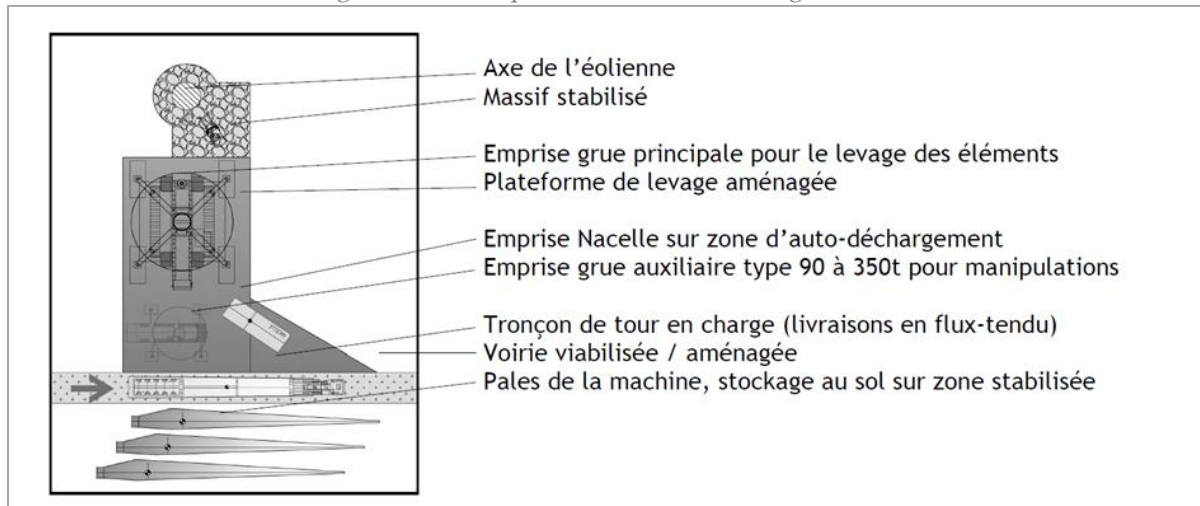 Axe de l'éolienne
Massif stabilisé
Emprise grue principale pour le levage des éléments
Plateforme de levage aménagée
Emprise Nacelle sur zone d'auto-déchargement
Emprise grue auxiliaire type 90 à 350t pour manipulations
Tronçon de tour en charge (livraisons en flux-tendu)
Voirie viabilisée / aménagée
Pales de la machine, stockage au sol sur zone stabilisée